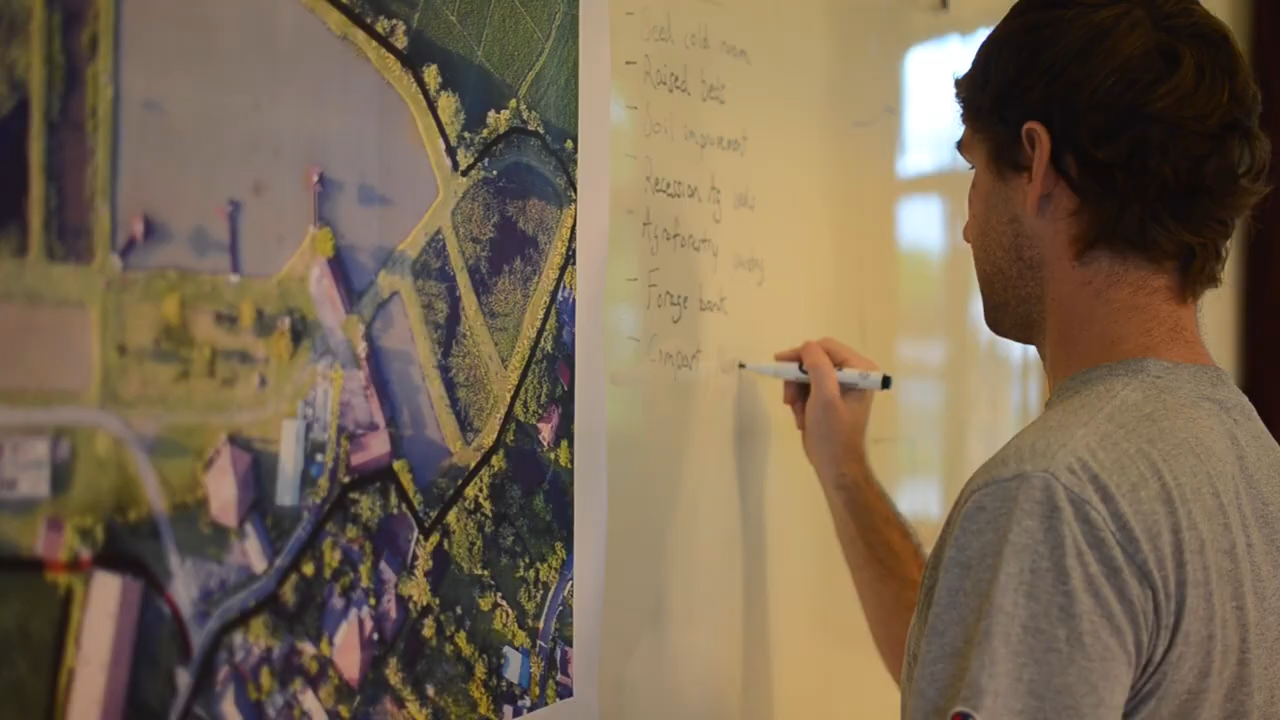 - Seed cold room
- Raised beds
- Soil improvement
- Recession Ag
- Agroforestry
- Forage bank
- Compost